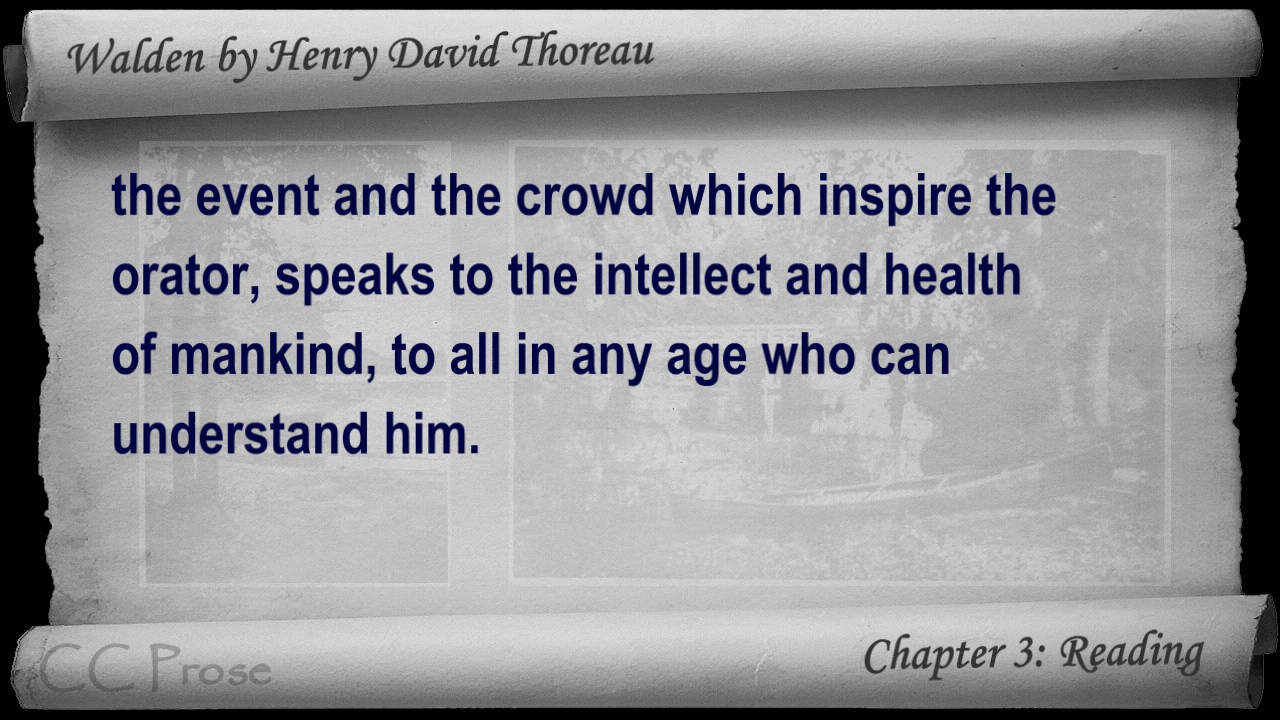 Walden by Henry David Thoreau
the event and the crowd which inspire the
orator, speaks to the intellect and health
of mankind, to all in any age who can
understand him.
CC Prose
Chapter 3: Reading